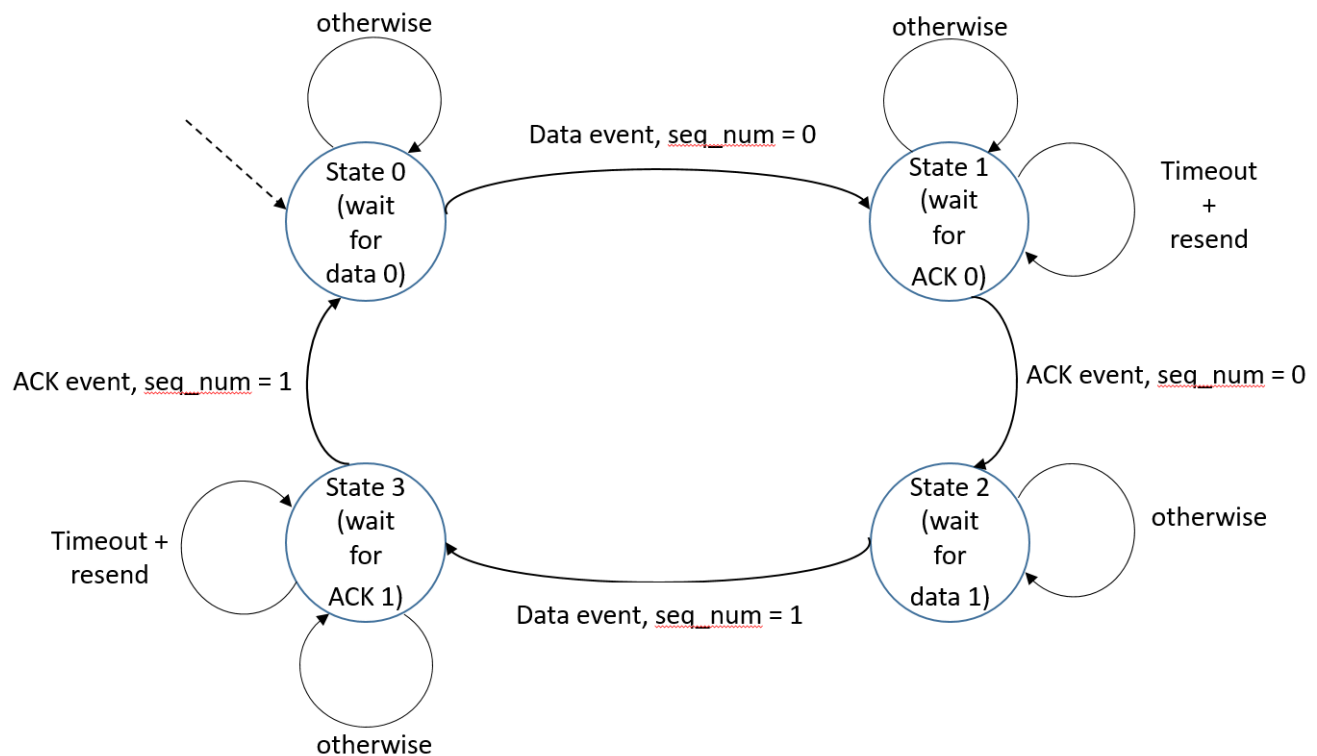 otherwise
otherwise
Data event, seq_num = 0
State 0
(wait
for
data 0)
State 1
(wait
for
ACK 0)
Timeout
+
resend
ACK event, seq_num = 1
ACK event, seq_num = 0
State 3
(wait
for
ACK 1)
State 2
(wait
for
data 1)
otherwise
Timeout +
resend
Data event, seq_num = 1
otherwise